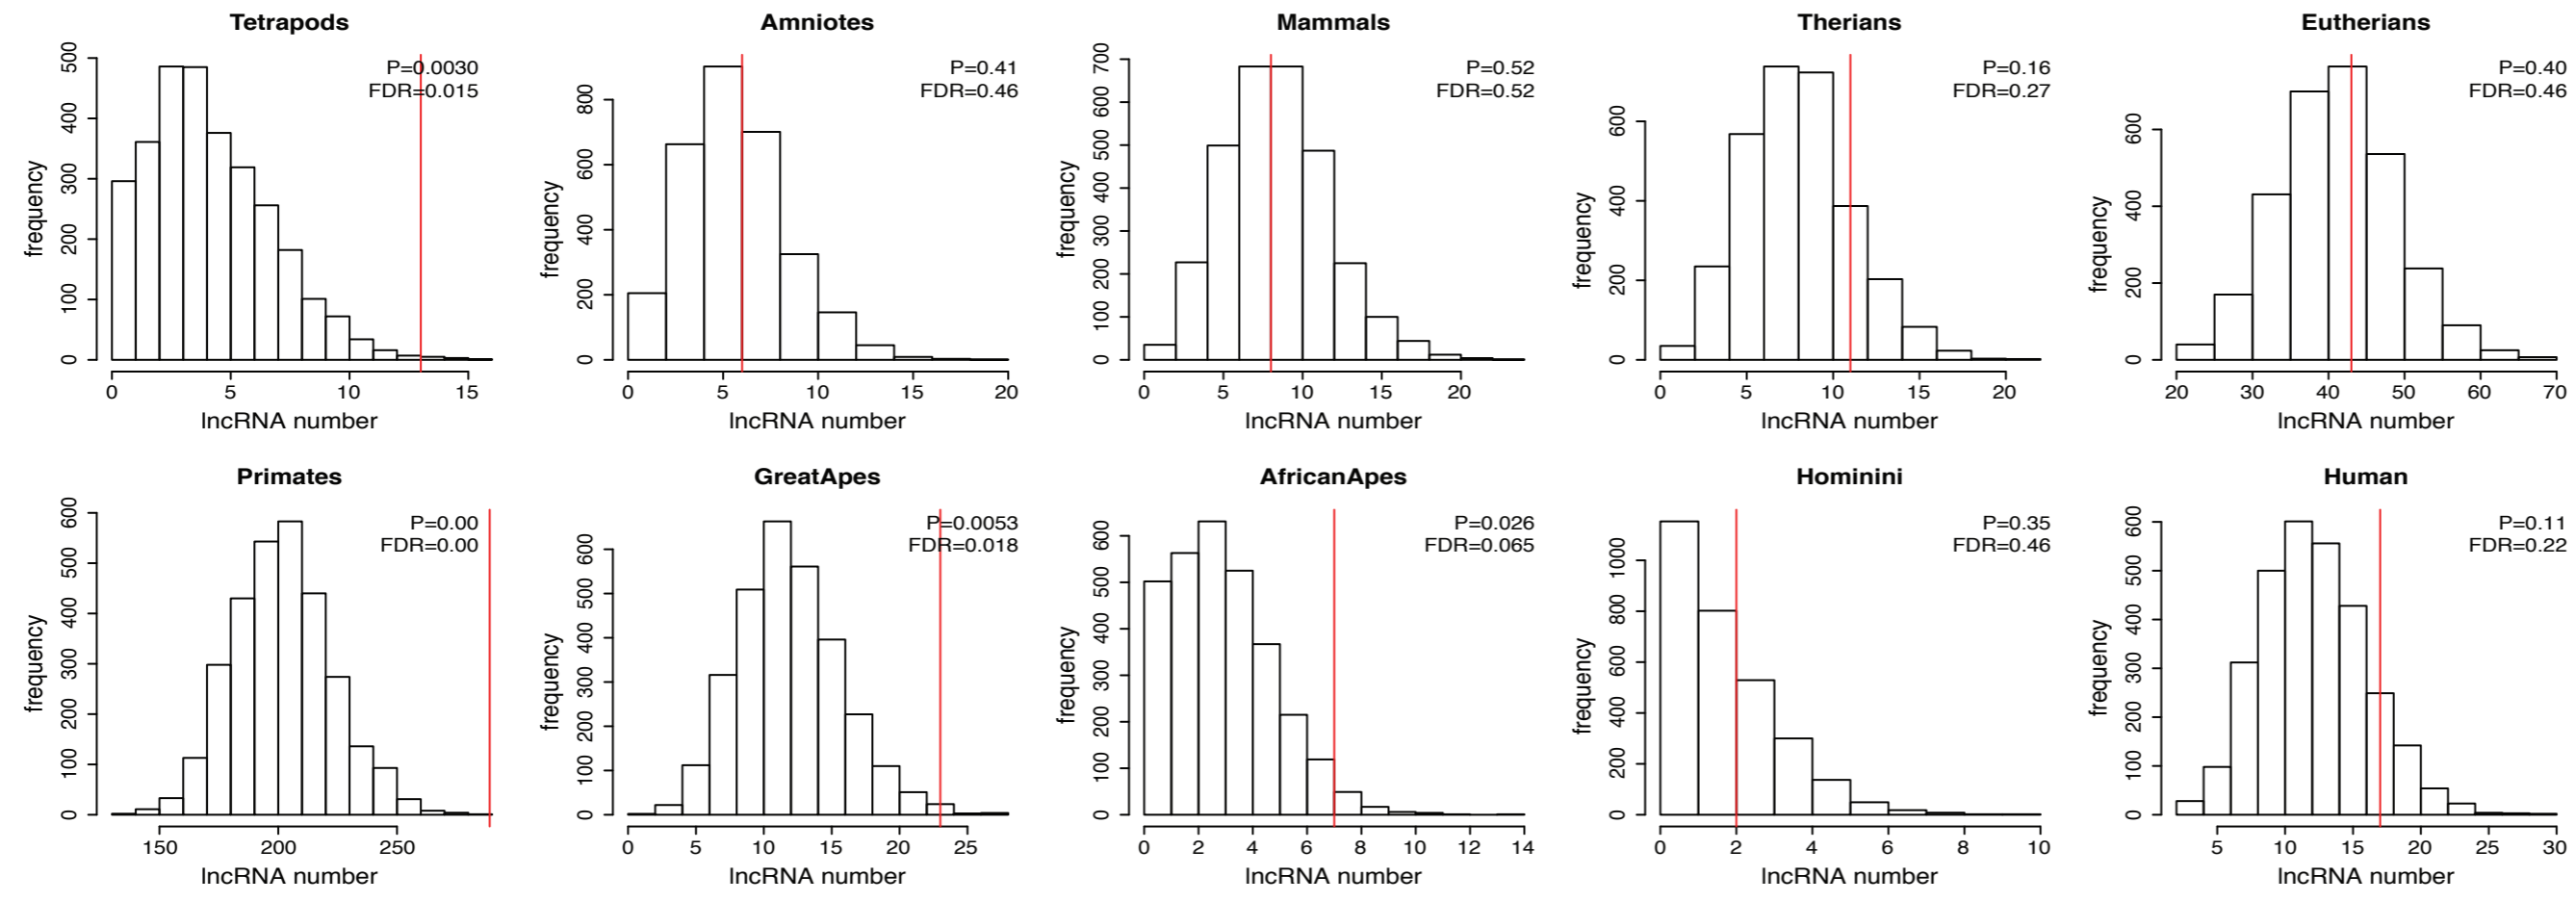 Tetrapods
P=0.0030
FDR=0.015
frequency
0 100 200 300 400 500
0 5 10 15
lncRNA number
Amniotes
P=0.41
FDR=0.46
frequency
0 200 400 600 800
0 5 10 15 20
lncRNA number
Mammals
P=0.52
FDR=0.52
frequency
0 100 200 300 400 500 600 700
0 5 10 15 20
lncRNA number
Therians
P=0.16
FDR=0.27
frequency
0 200 400 600
0 5 10 15 20
lncRNA number
Eutherians
P=0.40
FDR=0.46
frequency
0 200 400 600
20 30 40 50 60 70
lncRNA number
Primates
P=0.00
FDR=0.00
frequency
0 100 200 300 400 500 600
150 200 250
lncRNA number
GreatApes
P=0.0053
FDR=0.018
frequency
0 100 200 300 400 500 600
0 5 10 15 20 25
lncRNA number
AfricanApes
P=0.026
FDR=0.065
frequency
0 100 200 300 400 500 600
0 2 4 6 8 10 12 14
lncRNA number
Hominini
P=0.35
FDR=0.46
frequency
0 200 400 600 800 1000
0 2 4 6 8 10
lncRNA number
Human
P=0.11
FDR=0.22
frequency
0 100 200 300 400 500 600
5 10 15 20 25 30
lncRNA number